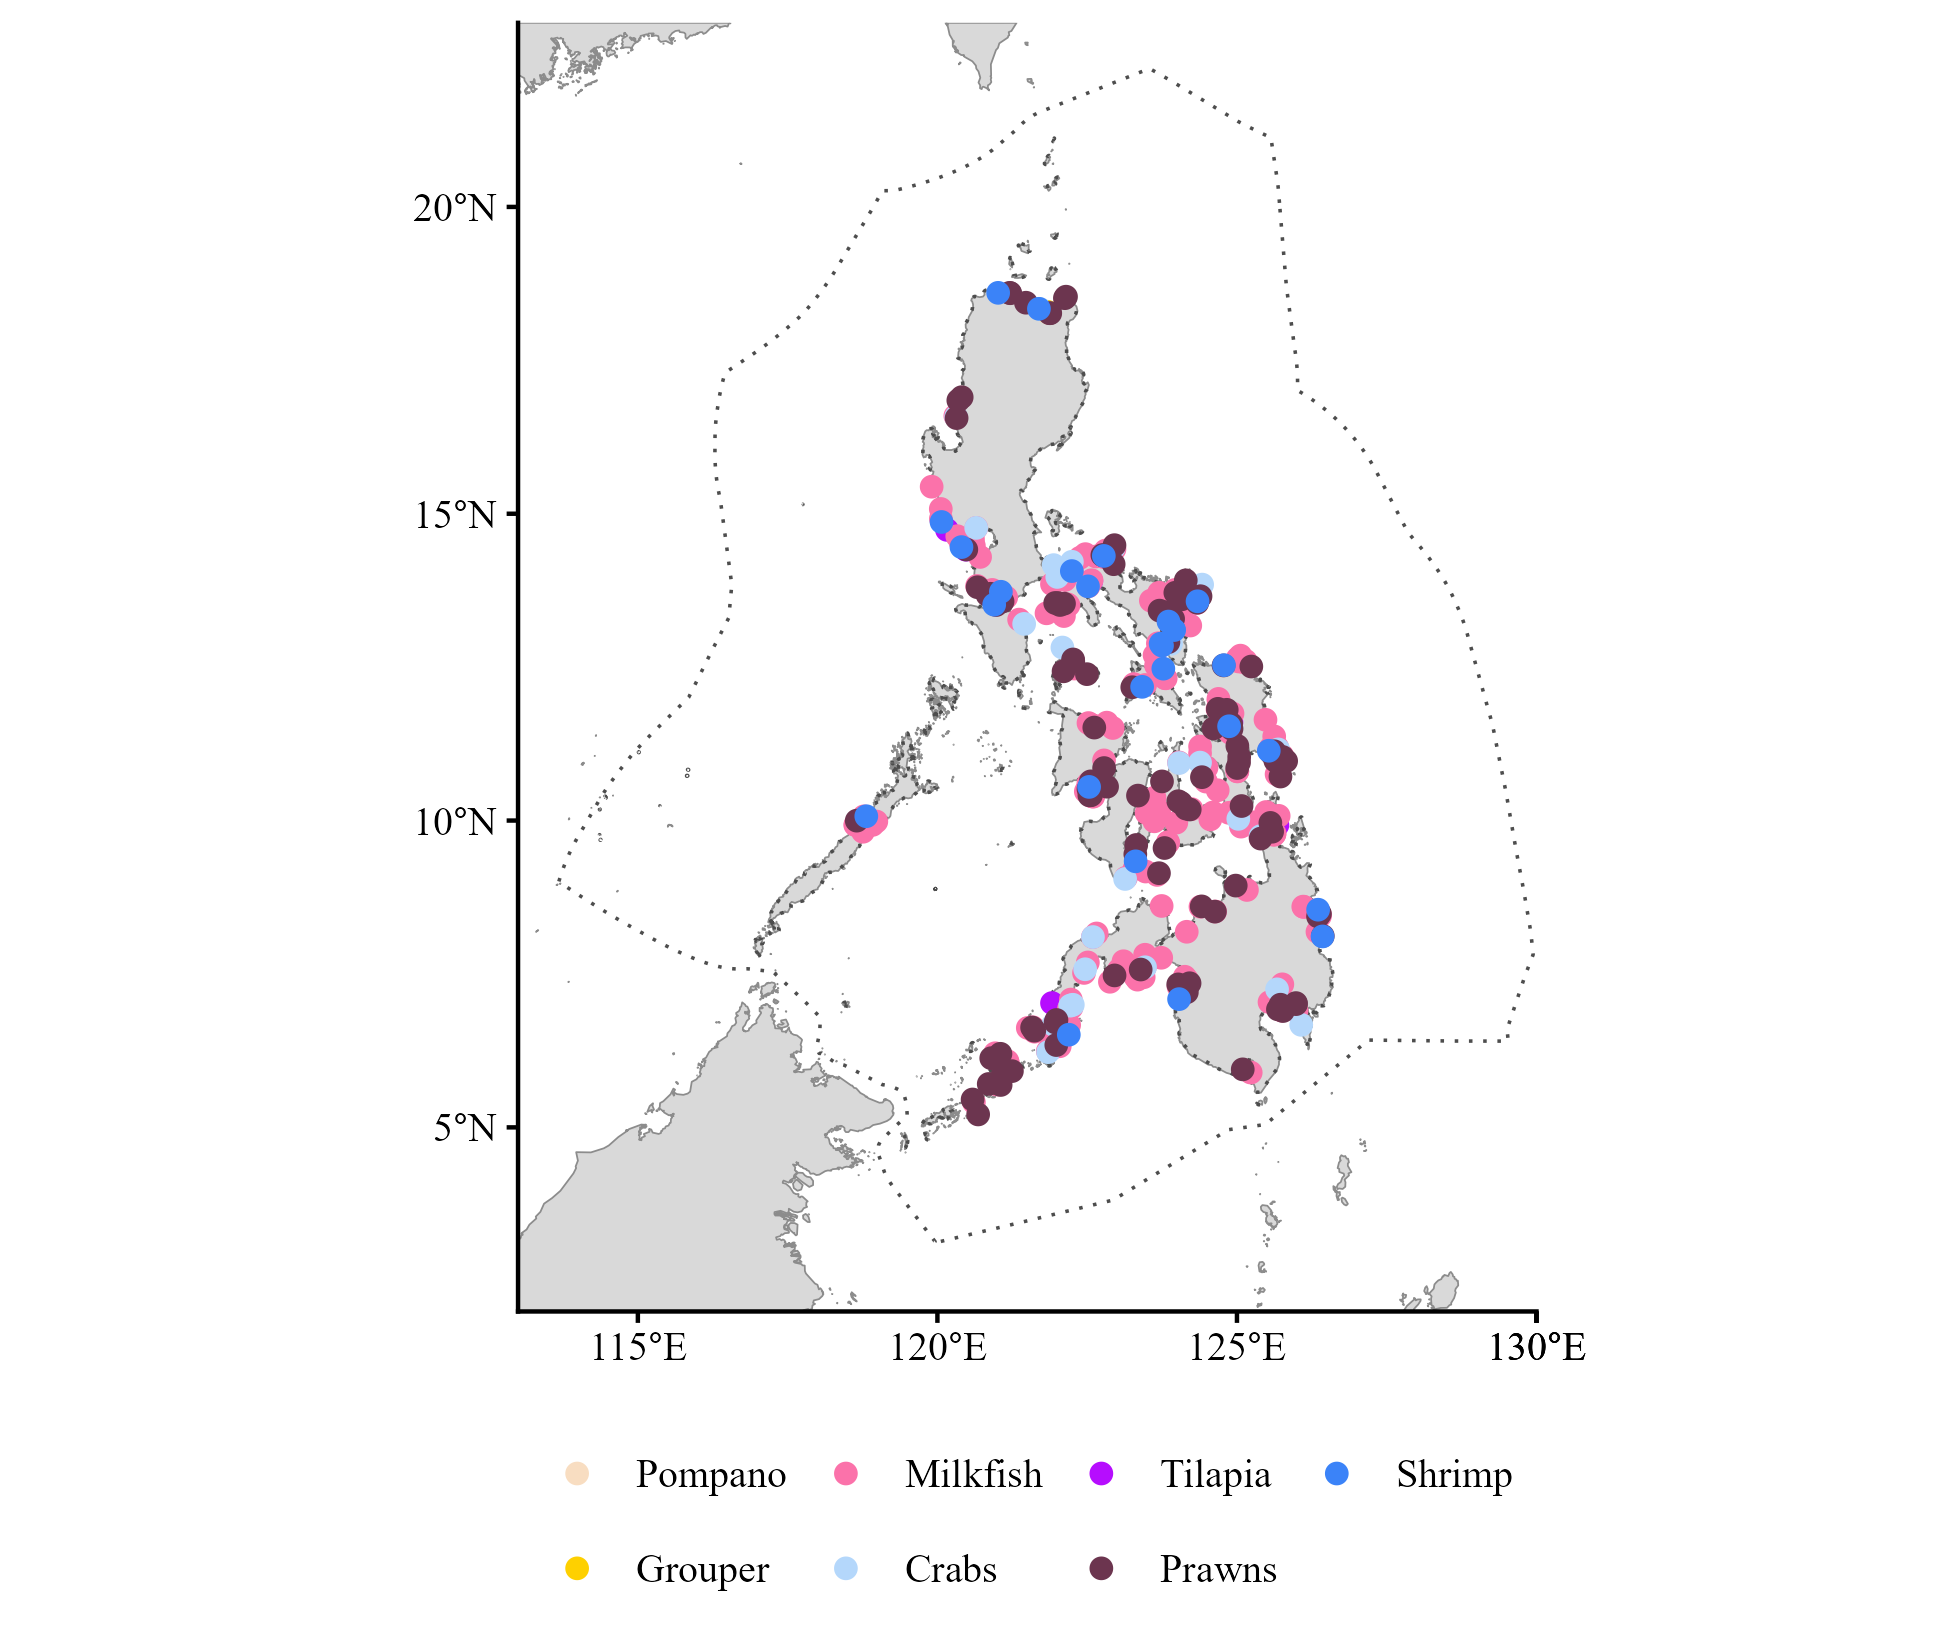 20°N
15°N
10°N
5°N
115°E 120°E 125°E 130°E
Pompano Milkfish Tilapia Shrimp
Grouper Crabs Prawns